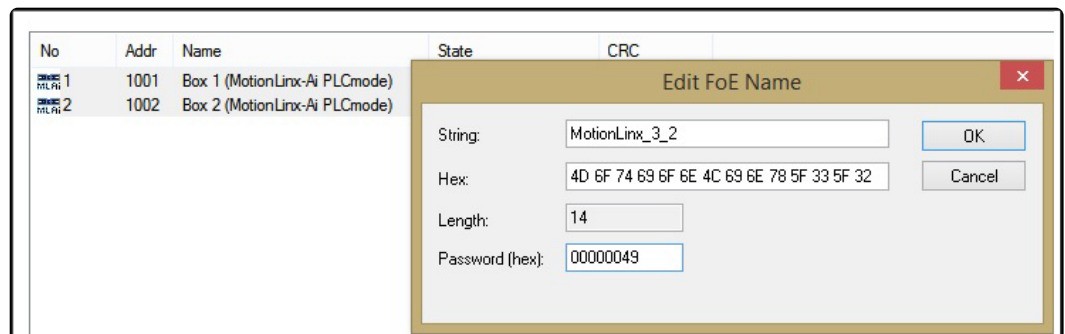 No Addr Name State CRC
1 1001 Box 1 (MotionLinx-Ai PLCmode)
2 1002 Box 2 (MotionLinx-Ai PLCmode)
Edit FoE Name
String: MotionLinx_3_2 OK
Hex: 4D 6F 74 69 6F 6E 4C 69 6E 78 5F 33 5F 32 Cancel
Length: 14
Password (hex): 00000049